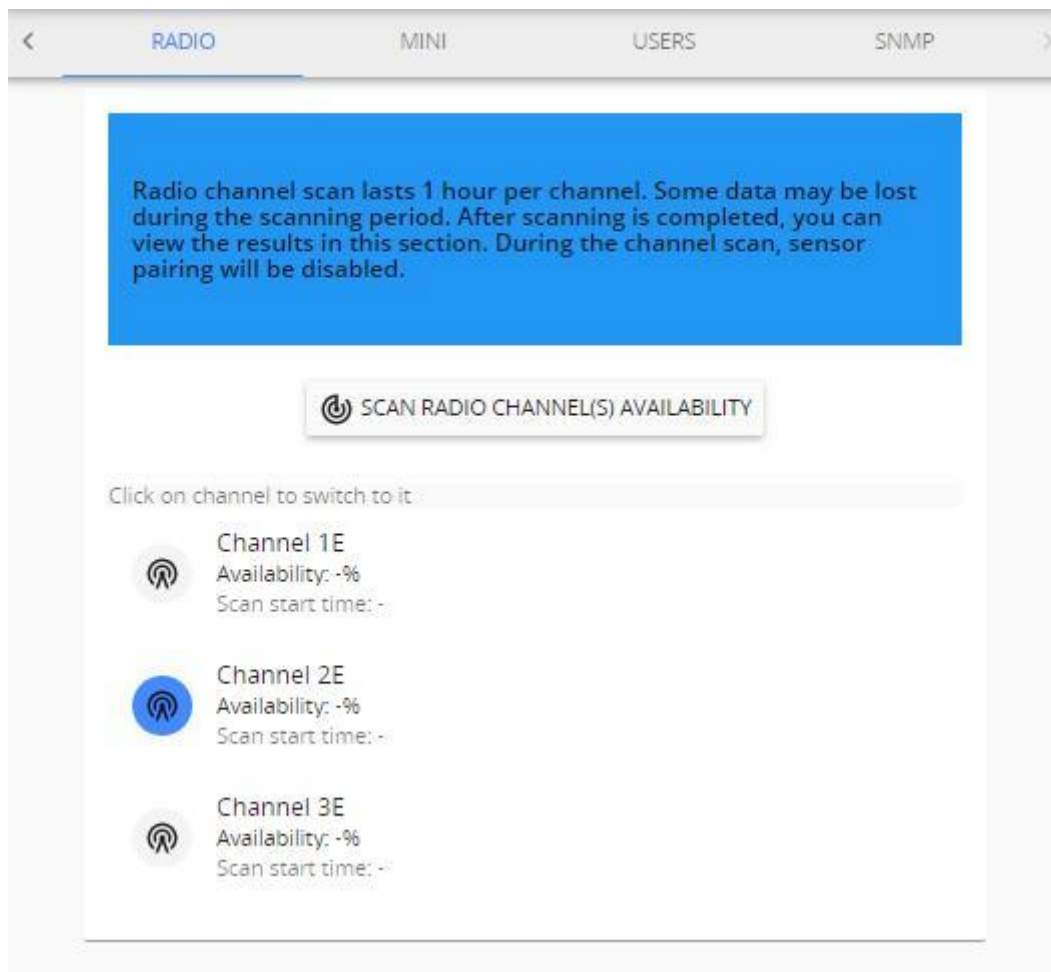 RADIO MINI USERS SNMP
Radio channel scan lasts 1 hour per channel. Some data may be lost
during the scanning period. After scanning is completed, you can
view the results in this section. During the channel scan, sensor
pairing will be disabled.
SCAN RADIO CHANNEL(S) AVAILABILITY
Click on channel to switch to it
Channel 1E
Availability: -%
Scan start time: -
Channel 2E
Availability: -%
Scan start time: -
Channel 3E
Availability: -%
Scan start time: -